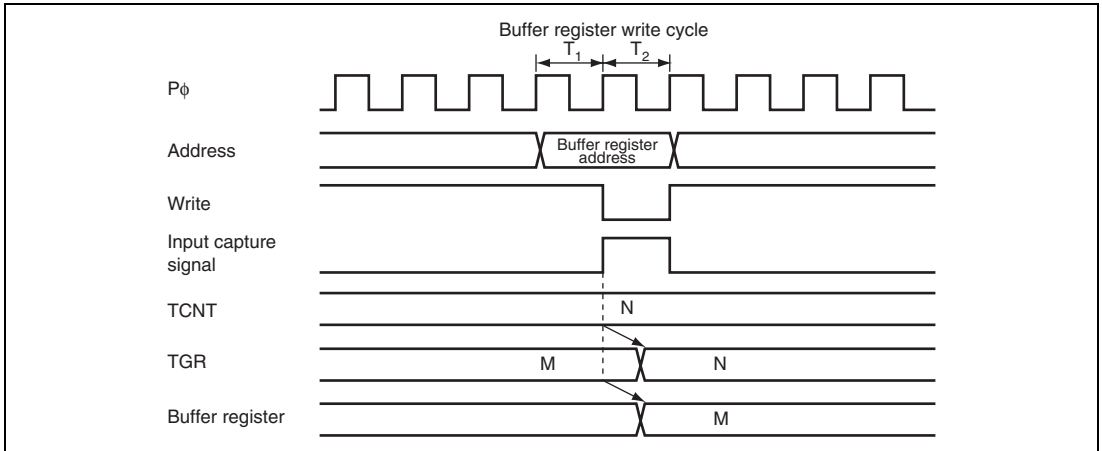 Buffer register write cycle
T1 T2
Pϕ
Address
Buffer register
address
Write
Input capture
signal
TCNT
N
TGR
M N
Buffer register
M